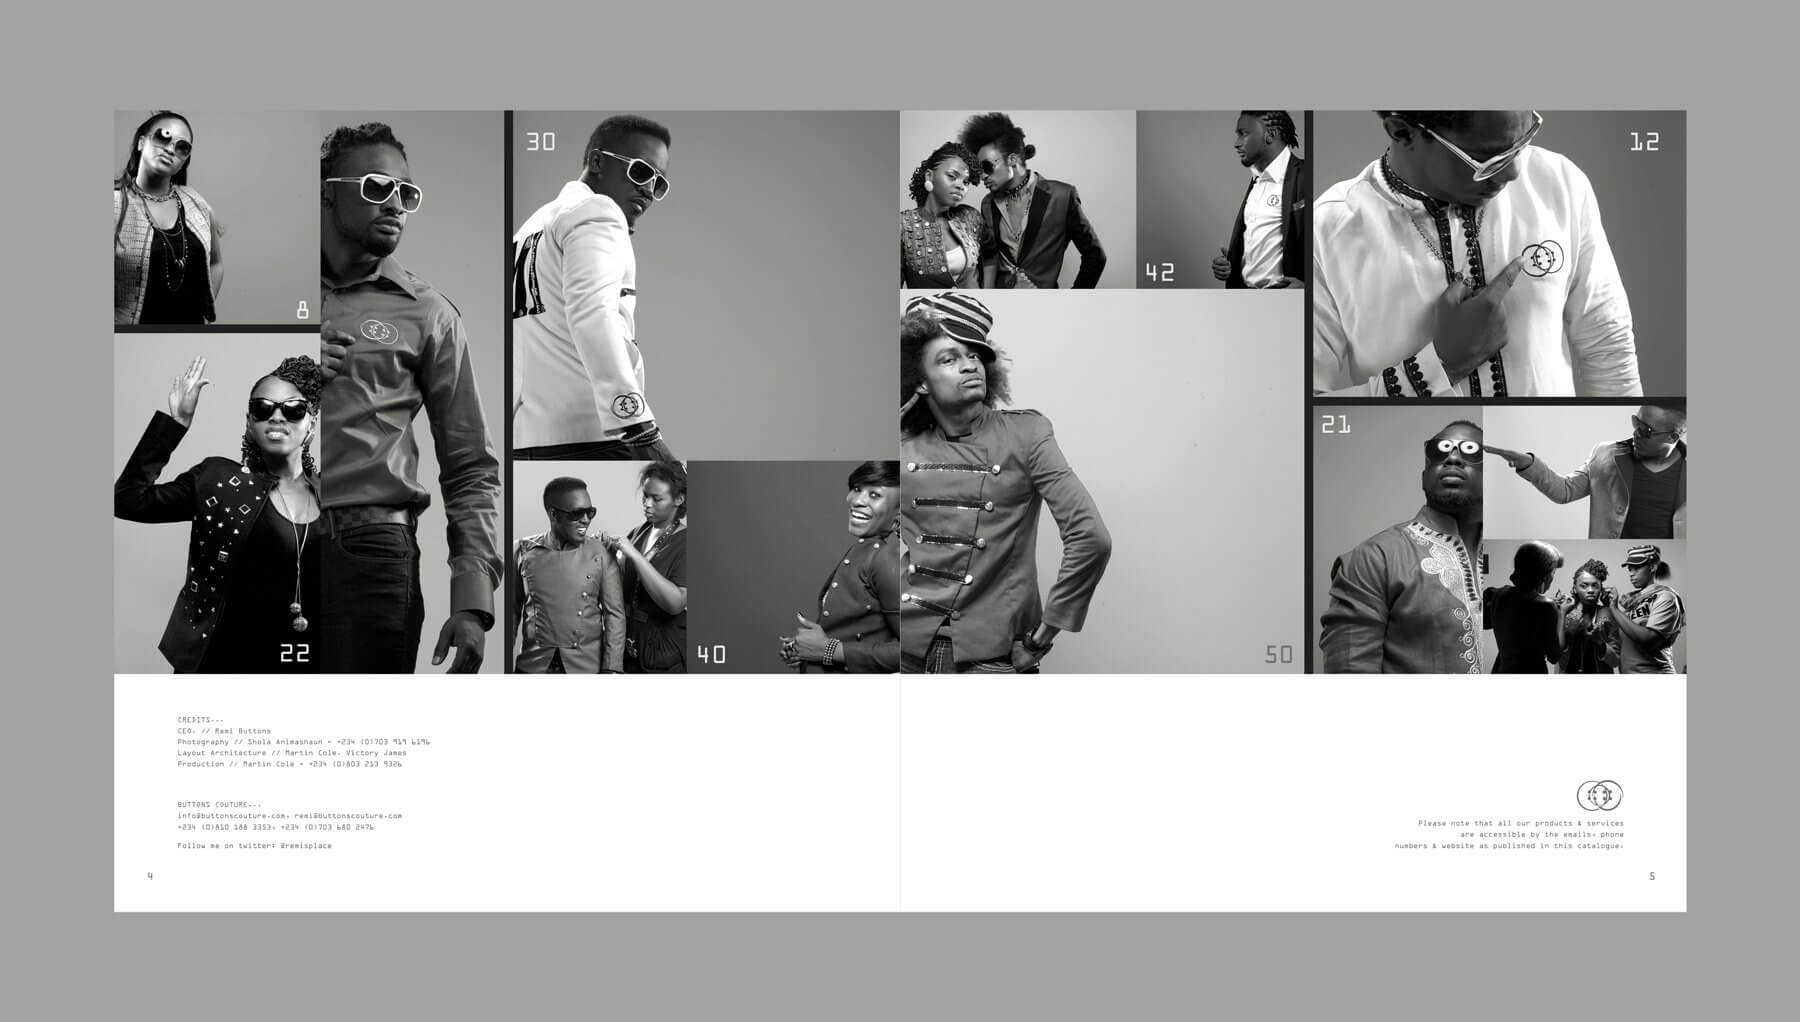 8
22
30
40
42
50
12
21
CREDITS...
CEO. // Remi Buttons
Photography // Shola Animashaun - +234 (0)703 919 6196
Layout Architecture // Martin Cole. Victory James
Production // Martin Cole - +234 (0)803 213 9326
BUTTONS COUTURE...
info@buttonscouture.com. remi@buttonscouture.com
+234 (0)810 188 3353. +234 (0)703 680 2476
Follow me on twitter: @remisplace
4
Please note that all our products & services
are accessible by the emails. phone
numbers & website as published in this catalogue.
5